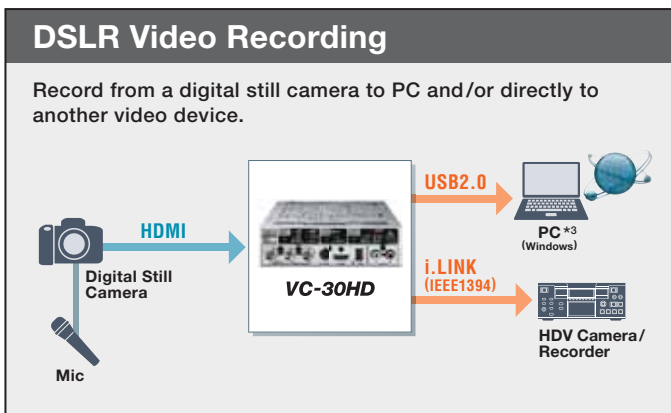 DSLR Video Recording
Record from a digital still camera to PC and/or directly to
another video device.
HDMI
Digital Still
Camera
Mic
VC-30HD
USB2.0
PC *3
(Windows)
i.LINK
(IEEE1394)
HDV Camera/
Recorder